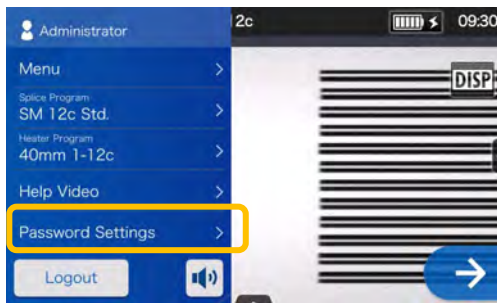 Administrator
2c
09:30
Menu
DISP
Splice Program
SM 12c Std.
Heater Program
40mm 1-12c
Help Video
Password Settings
Logout